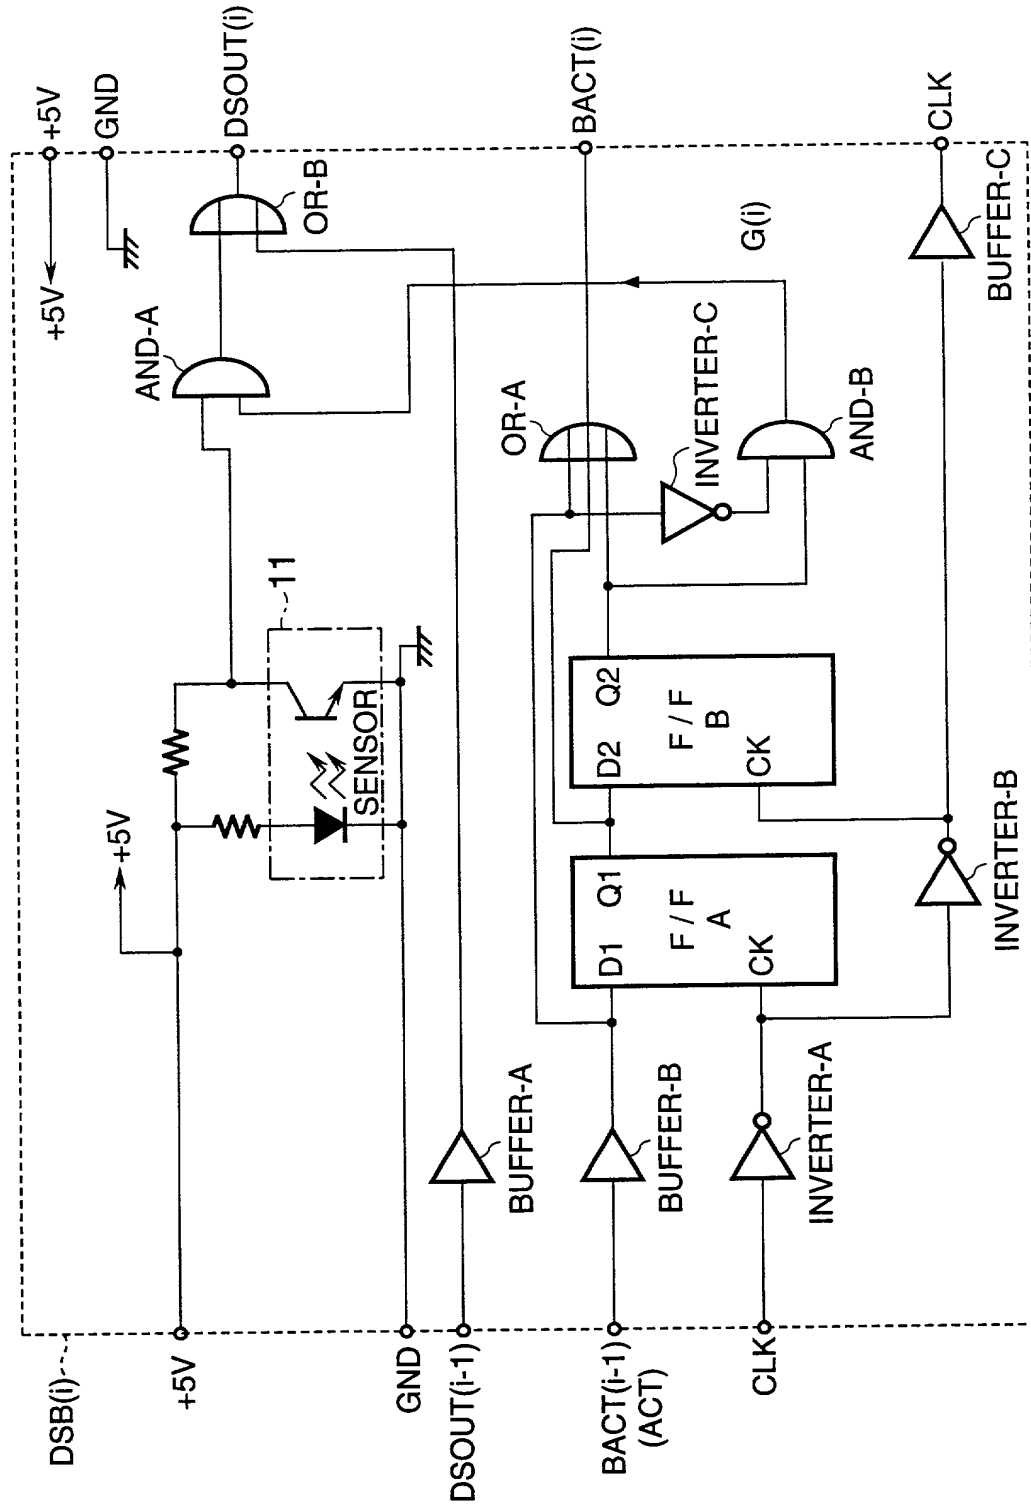 DSB(i)
+5V
GND
DSOUT(i-1)
BACT(i-1)
(ACT)
CLK
+5V
11
SENSOR
BUFFER-A
BUFFER-B
INVERTER-A
D1 Q1
F/F
A
CK
D2 Q2
F/F
B
CK
INVERTER-B
OR-A
INVERTER-C
AND-B
G(i)
AND-A
OR-B
BUFFER-C
+5V
+5V
GND
DSOUT(i)
BACT(i)
CLK